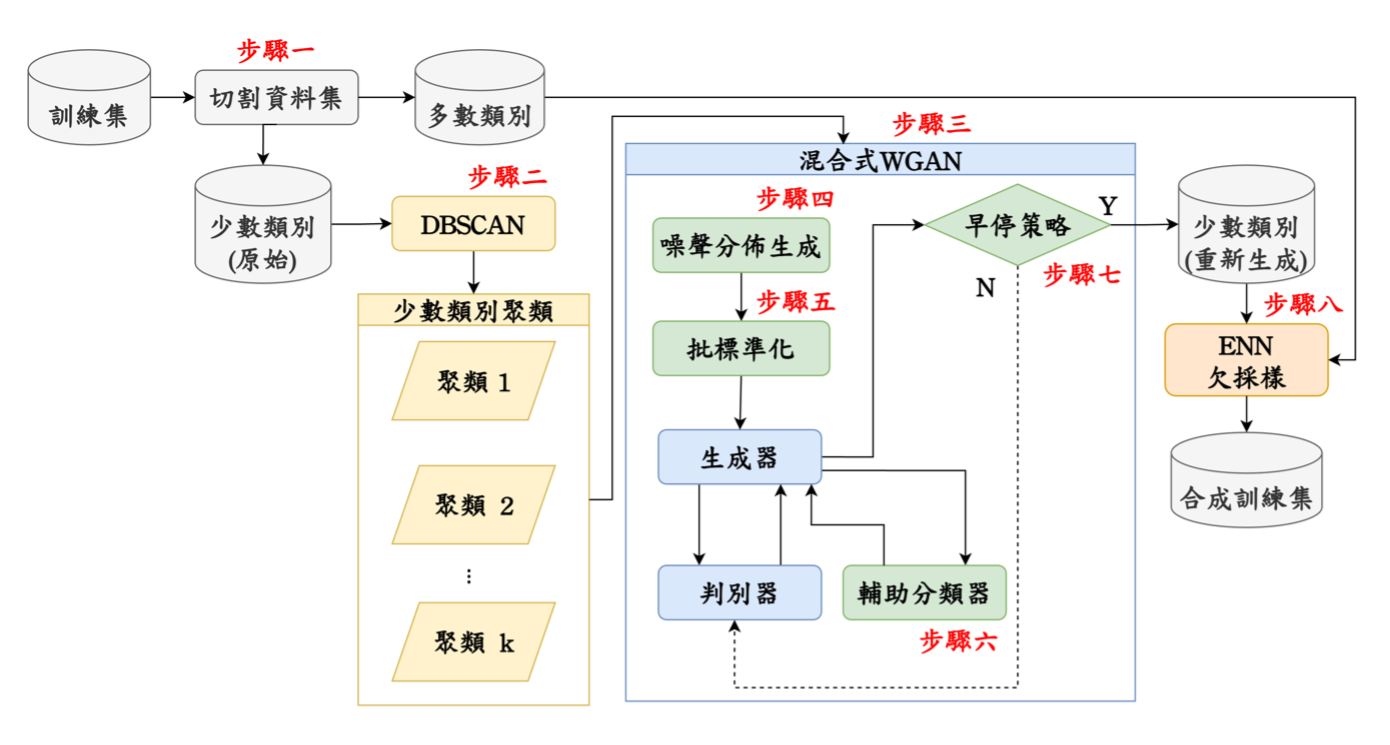 步驟一
訓練集
切割資料集
多數類別
步驟二
少數類別
(原始)
DBSCAN
少數類別聚類
聚類 1
聚類 2
⋮
聚類 k
步驟三
混合式WGAN
步驟四
噪聲分佈生成
步驟五
批標準化
生成器
判別器
輔助分類器
步驟六
早停策略
Y
N
步驟七
少數類別
(重新生成)
步驟八
ENN
欠採樣
合成訓練集